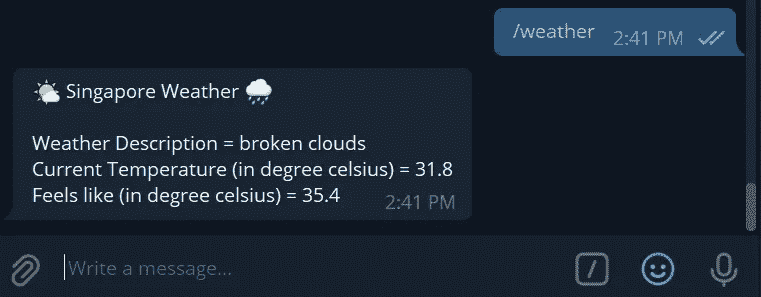 /weather 2:41 PM
🌤 Singapore Weather 🌧
Weather Description = broken clouds
Current Temperature (in degree celsius) = 31.8
Feels like (in degree celsius) = 35.4
2:41 PM
Write a message...